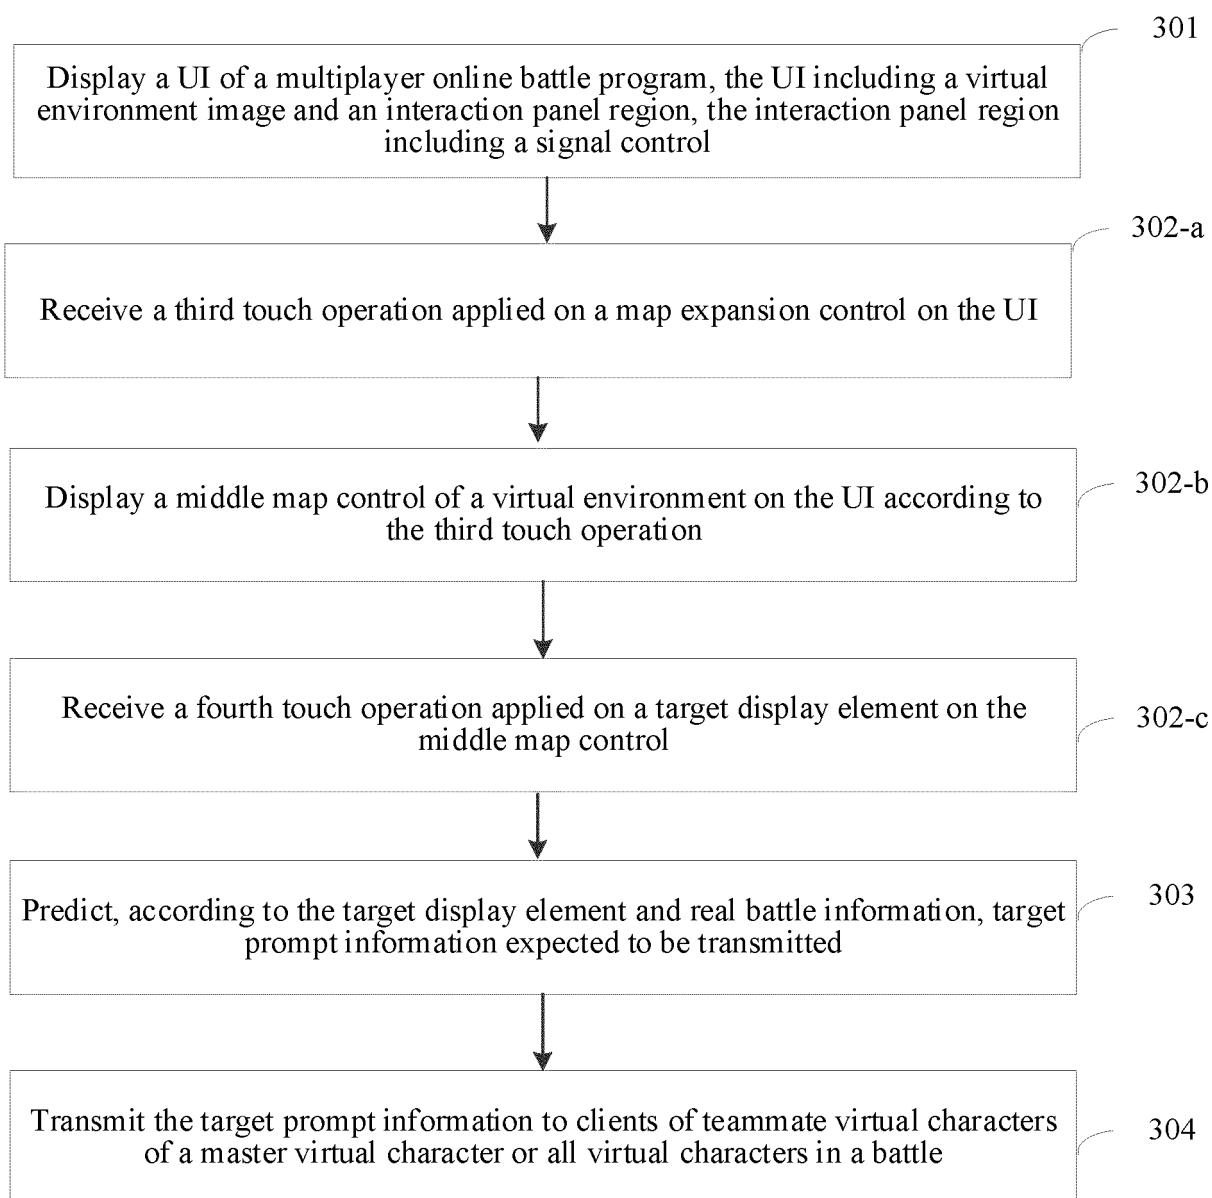 301
Display a UI of a multiplayer online battle program, the UI including a virtual
environment image and an interaction panel region, the interaction panel region
including a signal control
302-a
Receive a third touch operation applied on a map expansion control on the UI
302-b
Display a middle map control of a virtual environment on the UI according to
the third touch operation
302-c
Receive a fourth touch operation applied on a target display element on the
middle map control
303
Predict, according to the target display element and real battle information, target
prompt information expected to be transmitted
304
Transmit the target prompt information to clients of teammate virtual characters
of a master virtual character or all virtual characters in a battle